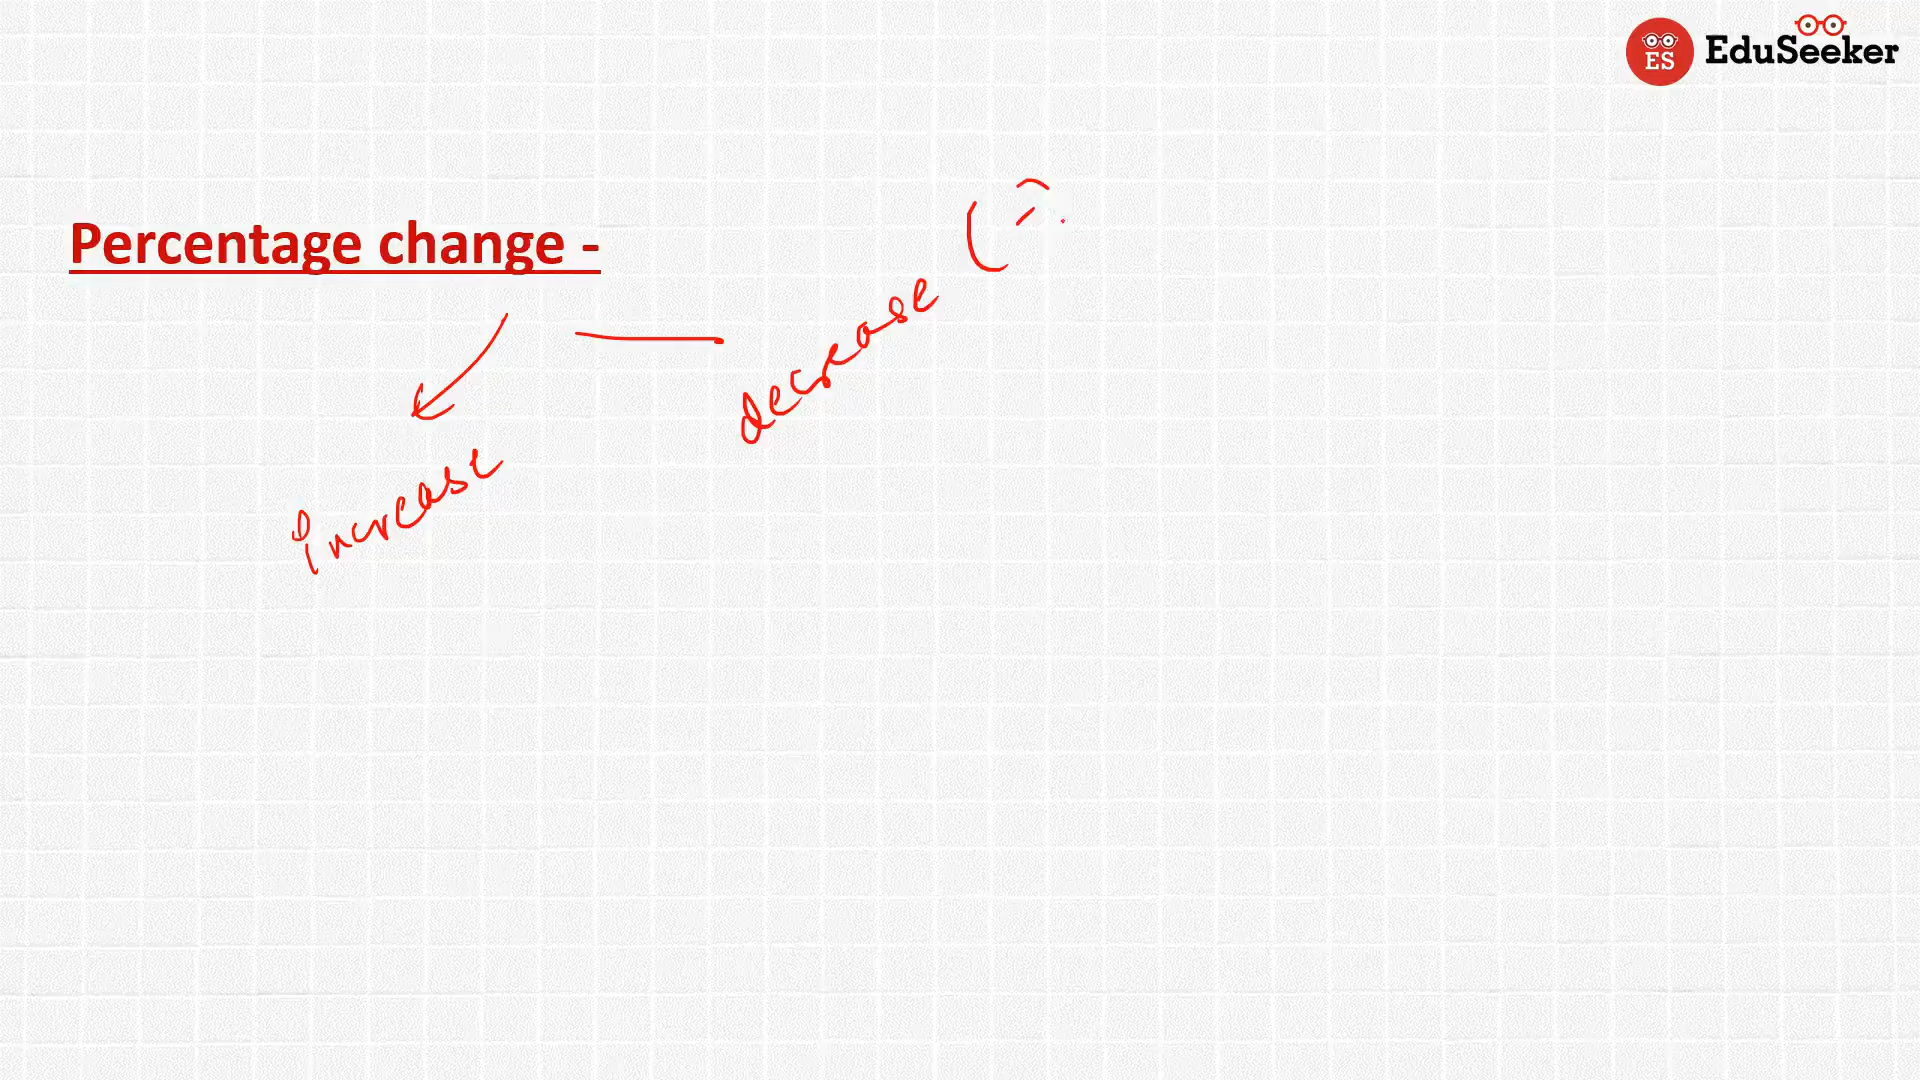 ES EduSeeker
Percentage change -
decrease (
increase